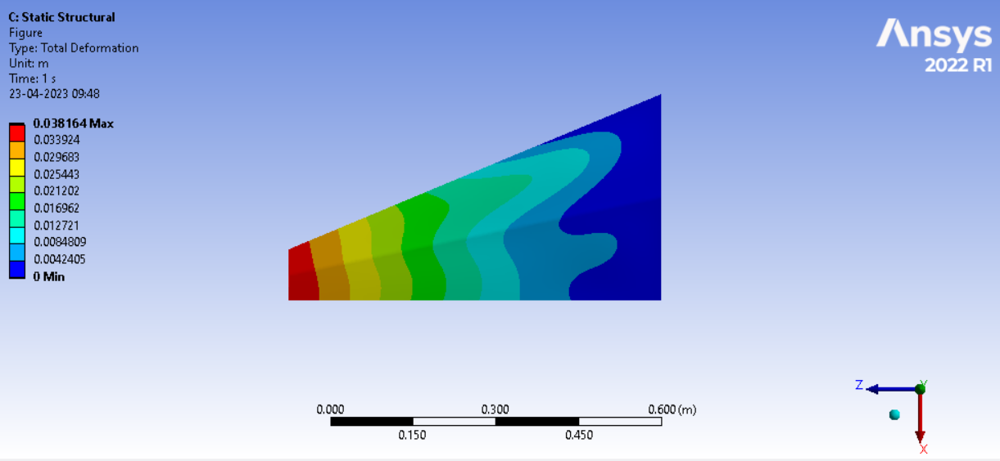 C: Static Structural
Figure
Type: Total Deformation
Unit: m
Time: 1 s
23-04-2023 09:48
0.038164 Max
0.033924
0.029683
0.025443
0.021202
0.016962
0.012721
0.0084809
0.0042405
0 Min
Ansys
2022 R1
0.000
0.300
0.600 (m)
0.150
0.450
Z
Y
X